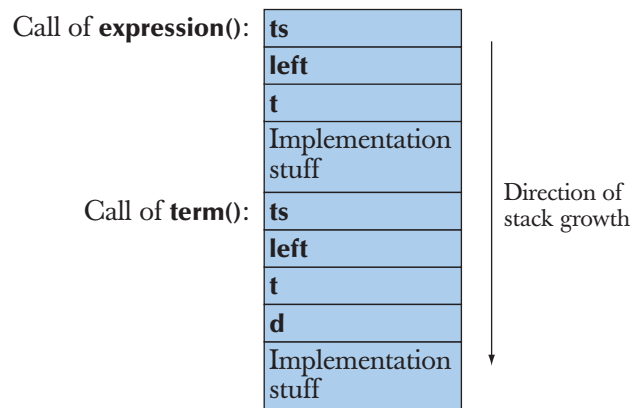 Call of expression():
ts
left
t
Implementation
stuff
Call of term():
ts
left
t
d
Implementation
stuff
Direction of
stack growth